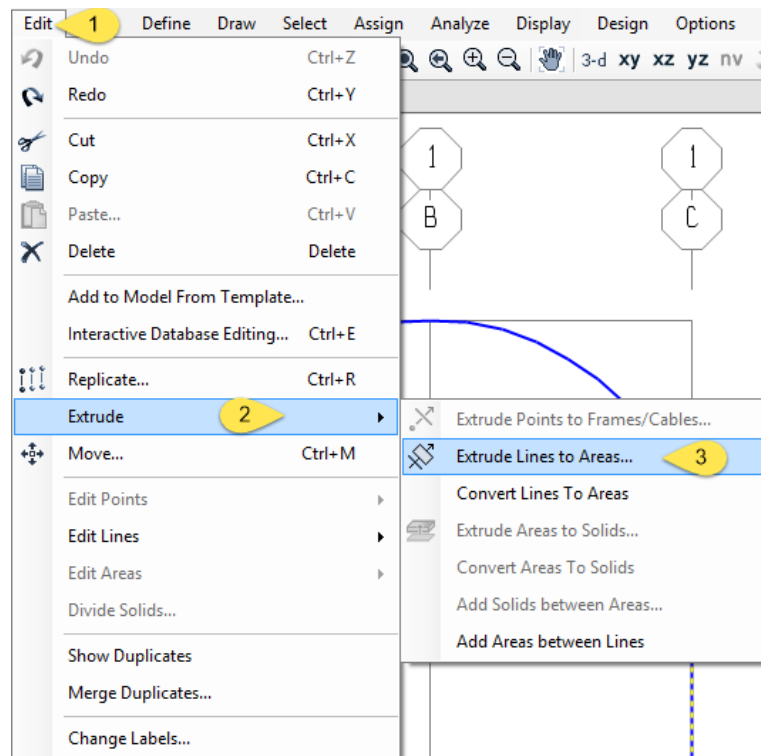 Edit 1 Define Draw Select Assign Analyze Display Design Options
Undo Ctrl+Z
3-d xy xz yz nv
Redo Ctrl+Y
Cut Ctrl+X
Copy Ctrl+C
Paste... Ctrl+V
Delete Delete
1 1
B C
Add to Model From Template...
Interactive Database Editing... Ctrl+E
Replicate... Ctrl+R
Extrude 2
Move... Ctrl+M
Edit Points
Edit Lines
Edit Areas
Divide Solids...
Show Duplicates
Merge Duplicates...
Change Labels...
Extrude Points to Frames/Cables...
Extrude Lines to Areas... 3
Convert Lines To Areas
Extrude Areas to Solids...
Convert Areas To Solids
Add Solids between Areas...
Add Areas between Lines